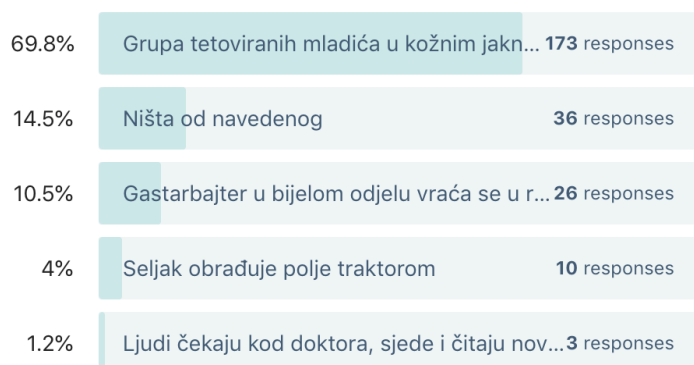 69.8% Grupa tetoviranih mladića u kožnim jakn... 173 responses
14.5% Ništa od navedenog 36 responses
10.5% Gastarbajter u bijelom odjelu vraća se u r... 26 responses
4% Seljak obrađuje polje traktorom 10 responses
1.2% Ljudi čekaju kod doktora, sjede i čitaju nov... 3 responses